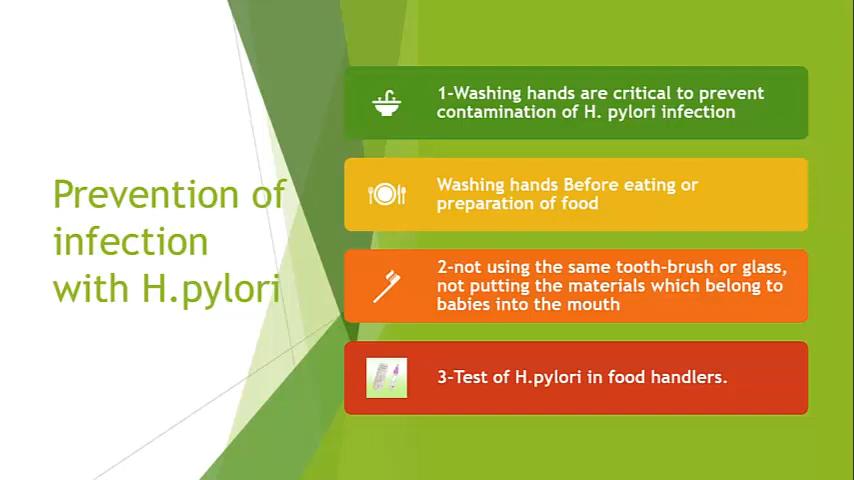 Prevention of
infection
with H.pylori
1-Washing hands are critical to prevent
contamination of H. pylori infection
Washing hands Before eating or
preparation of food
2-not using the same tooth-brush or glass,
not putting the materials which belong to
babies into the mouth
3-Test of H.pylori in food handlers.